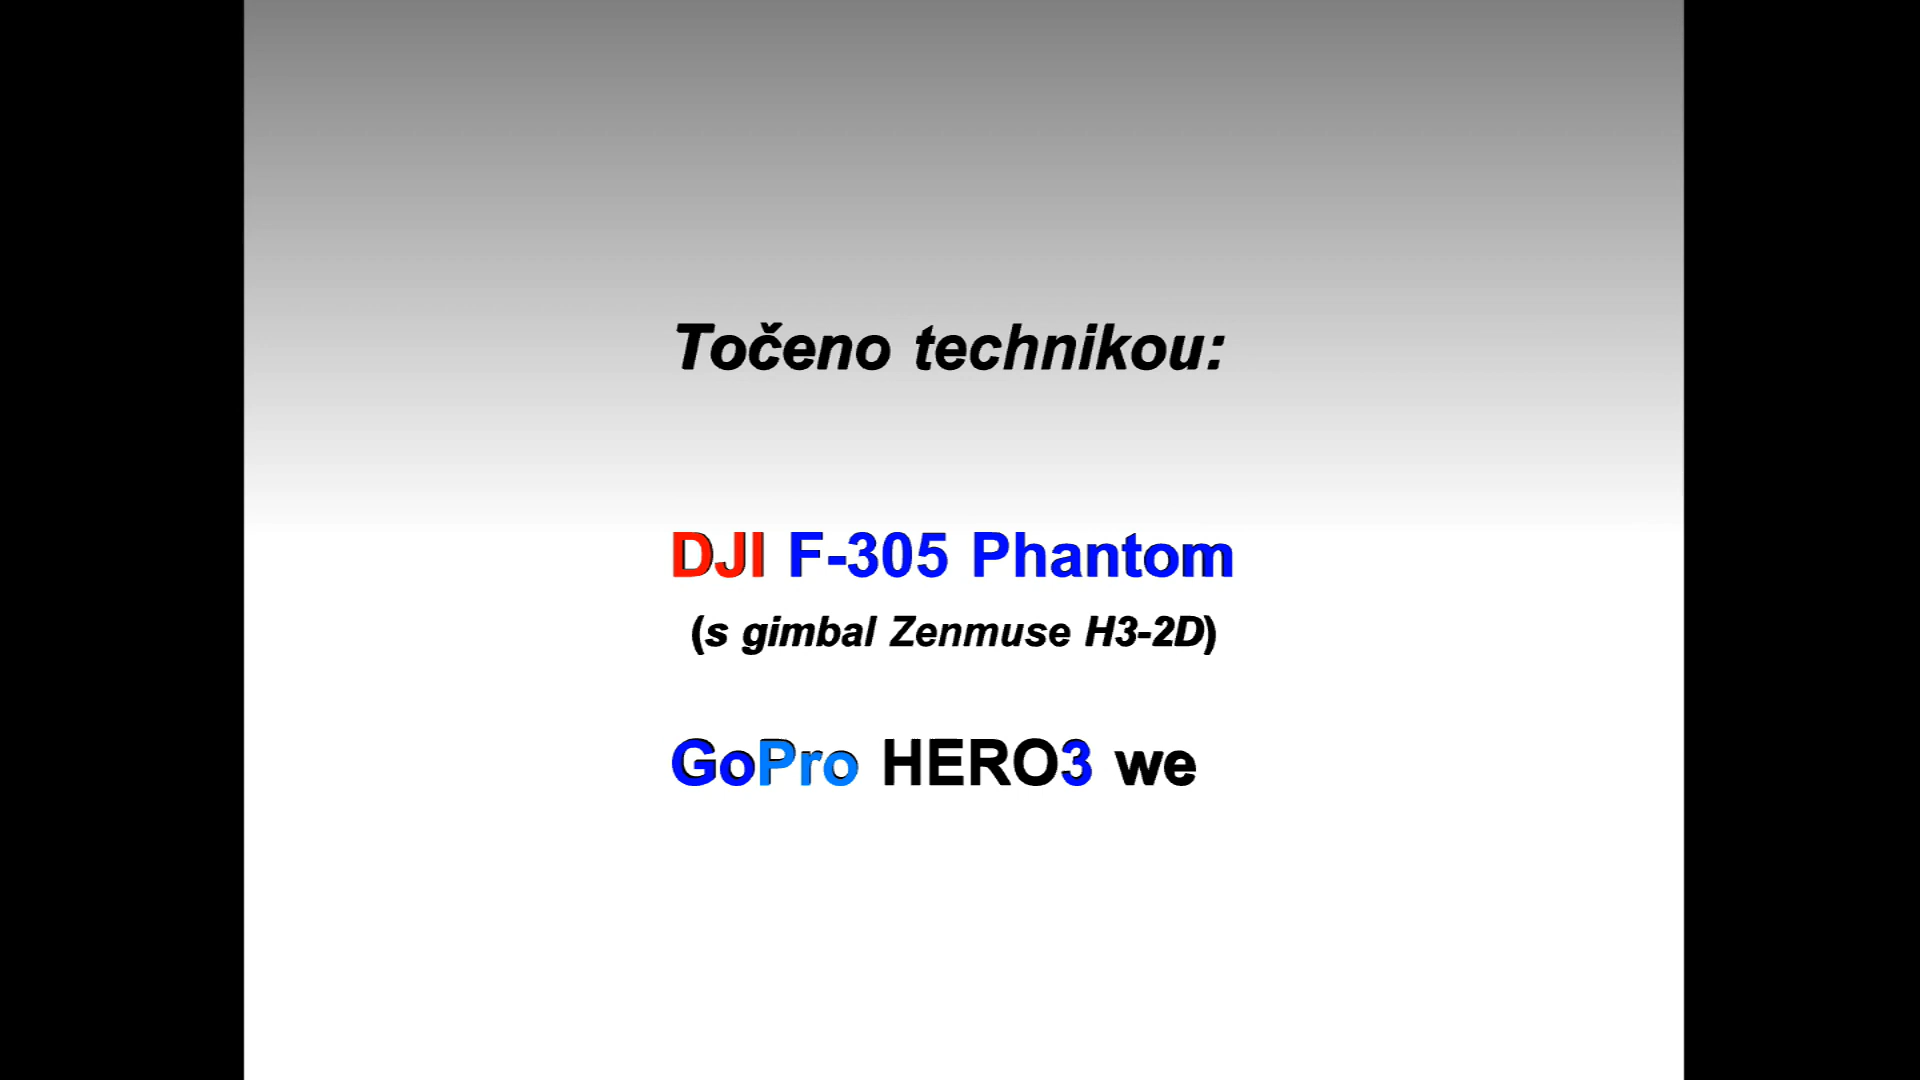 Točeno technikou:
DJI F-305 Phantom
(s gimbal Zenmuse H3-2D)
GoPro HERO3 we